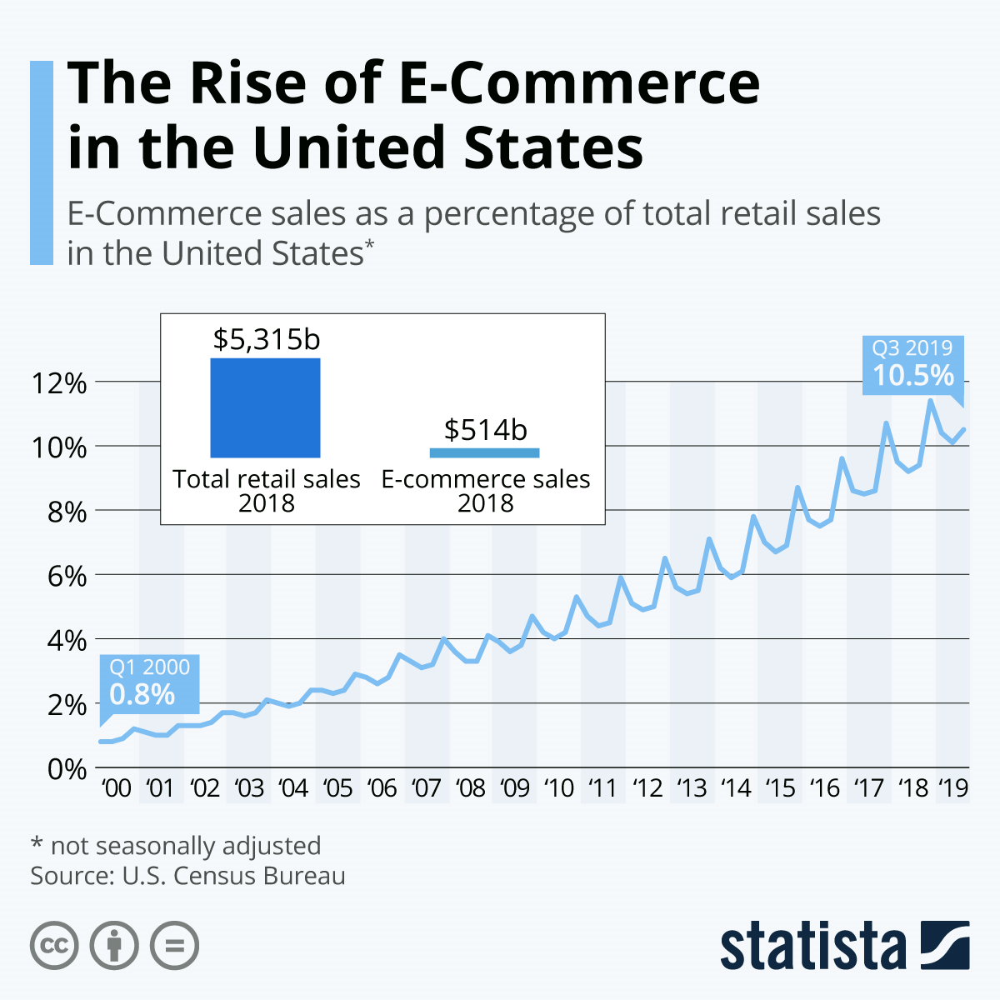 The Rise of E-Commerce
in the United States
E-Commerce sales as a percentage of total retail sales
in the United States*
$5,315b
Total retail sales
2018
$514b
E-commerce sales
2018
Q3 2019
10.5%
12%
10%
8%
6%
4%
2%
0%
Q1 2000
0.8%
‘00 ‘01 ‘02 ‘03 ‘04 ‘05 ‘06 ‘07 ‘08 ‘09 ‘10 ‘11 ‘12 ‘13 ‘14 ‘15 ‘16 ‘17 ‘18 ‘19
* not seasonally adjusted
Source: U.S. Census Bureau
cc
statista